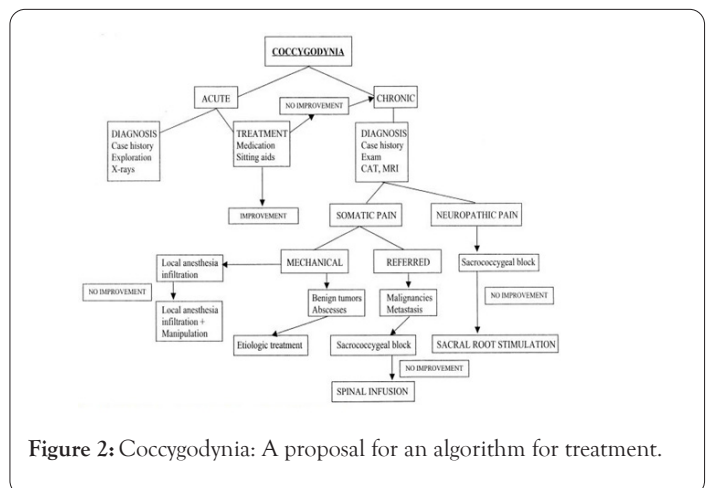 COCCYGODYNIA
ACUTE
NO IMPROVEMENT
CHRONIC
DIAGNOSIS
Case history
Exploration
X-rays
TREATMENT
Medication
Sitting aids
DIAGNOSIS
Case history
Exam
CAT, MRI
IMPROVEMENT
SOMATIC PAIN
NEUROPATHIC PAIN
Local anesthesia
infiltration
MECHANICAL
REFERRED
Sacrococcygeal block
NO IMPROVEMENT
Benign tumors
Abscesses
Malignancies
Metastasis
NO IMPROVEMENT
Local anesthesia
infiltration +
Manipulation
Etiologic treatment
Sacrococcygeal block
SACRAL ROOT STIMULATION
NO IMPROVEMENT
SPINAL INFUSION
Figure 2: Coccygodynia: A proposal for an algorithm for treatment.